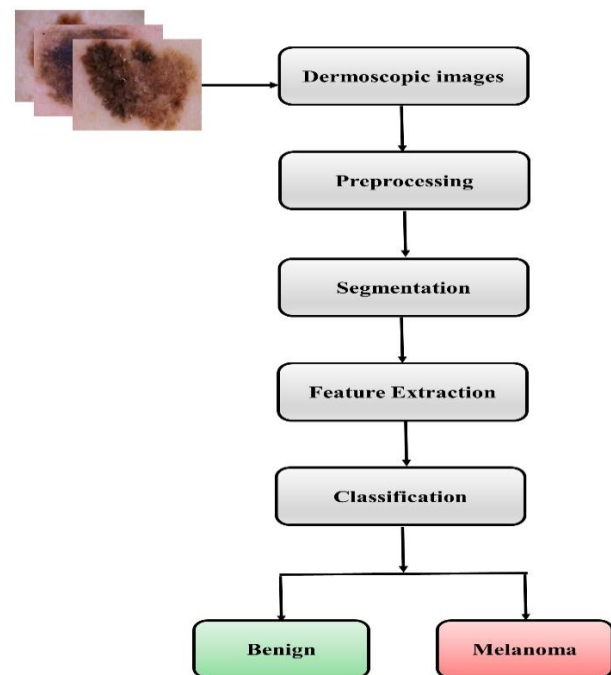 Dermoscopic images
Preprocessing
Segmentation
Feature Extraction
Classification
Benign
Melanoma